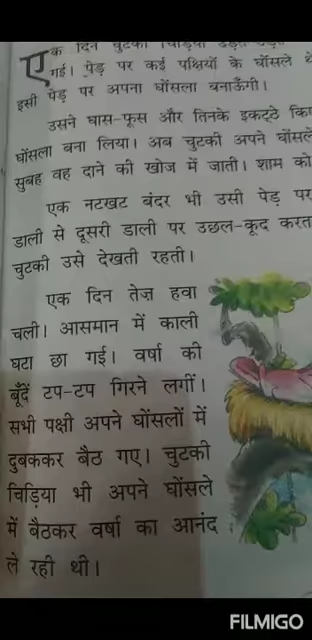 एक दिन चुटकी चिड़िया उड़ते-उड़ते
गई। पेड़ पर कई पक्षियों के घोंसले थे
इसी पेड़ पर अपना घोंसला बनाऊँगी।
उसने घास-फूस और तिनके इकट्ठे किए
घोंसला बना लिया। अब चुटकी अपने घोंसले
सुबह वह दाने की खोज में जाती। शाम को
एक नटखट बंदर भी उसी पेड़ पर
डाली से दूसरी डाली पर उछल-कूद करत
चुटकी उसे देखती रहती।
एक दिन तेज़ हवा
चली। आसमान में काली
घटा छा गई। वर्षा की
बूँदें टप-टप गिरने लगीं।
सभी पक्षी अपने घोंसलों में
दुबककर बैठ गए। चुटकी
चिड़िया भी अपने घोंसले
में बैठकर वर्षा का आनंद
ले रही थी।
FILMIGO